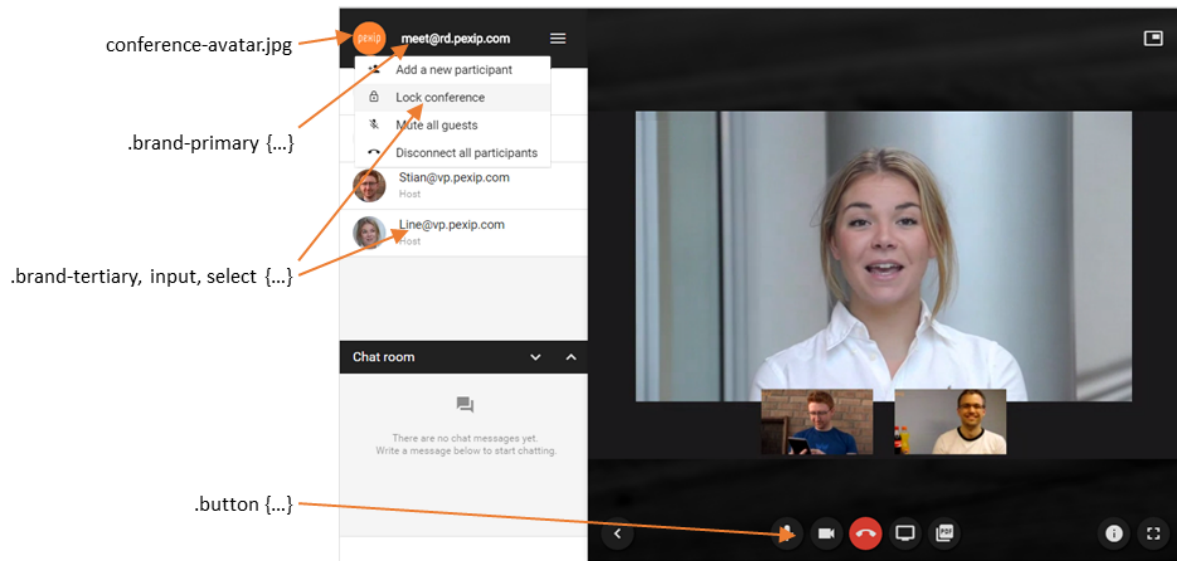 conference-avatar.jpg
pexip
meet@rd.pexip.com
Add a new participant
Lock conference
.brand-primary {...}
Mute all guests
Disconnect all participants
Stian@vp.pexip.com
Host
Line@vp.pexip.com
Host
.brand-tertiary, input, select {...}
Chat room
There are no chat messages yet.
Write a message below to start chatting.
.button {...}
PDF